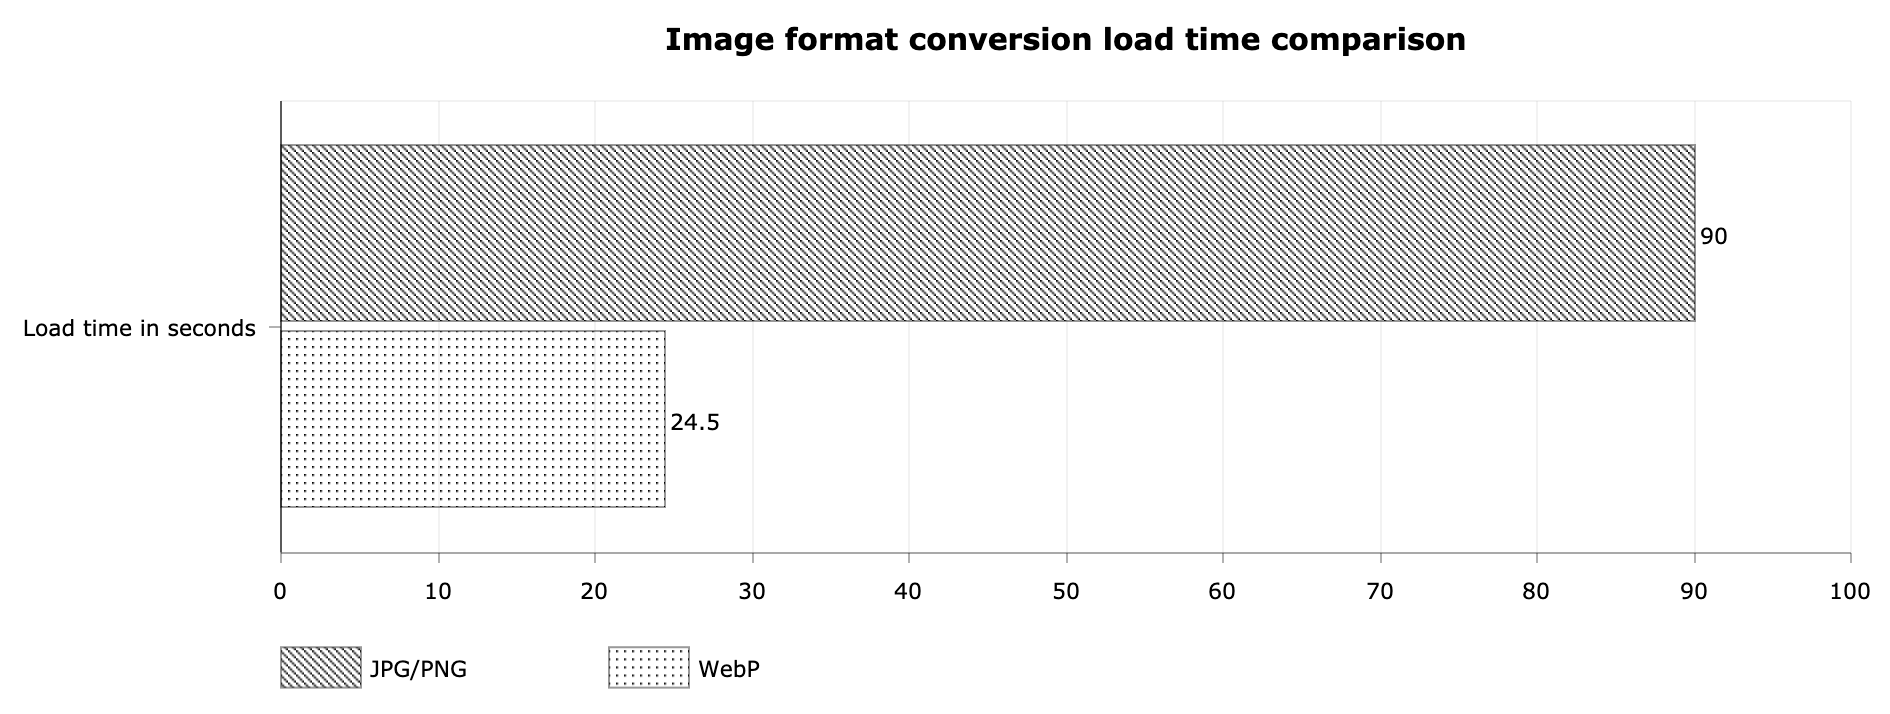 Image format conversion load time comparison
90
Load time in seconds
24.5
0 10 20 30 40 50 60 70 80 90 100
JPG/PNG WebP